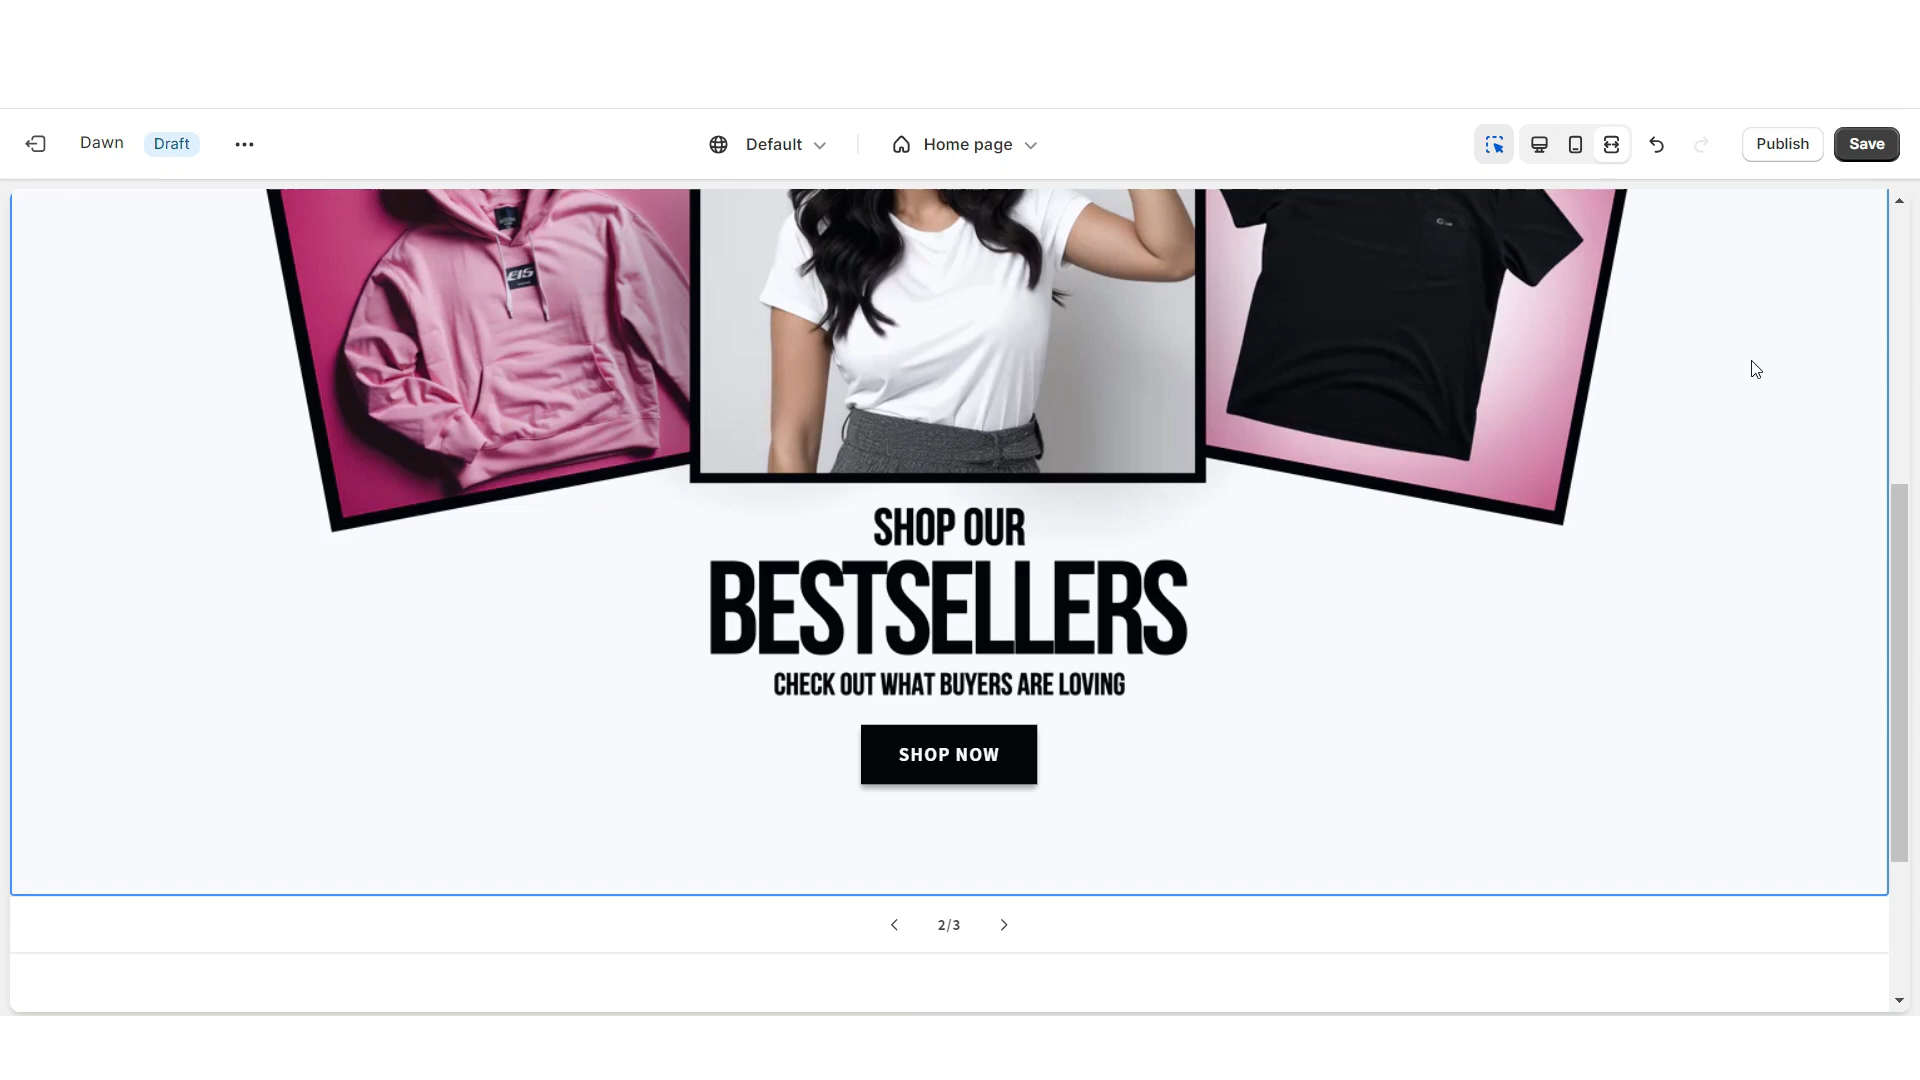 Dawn Draft Default Home page Publish Save
EIS
SHOP OUR
BESTSELLERS
CHECK OUT WHAT BUYERS ARE LOVING
SHOP NOW
2/3